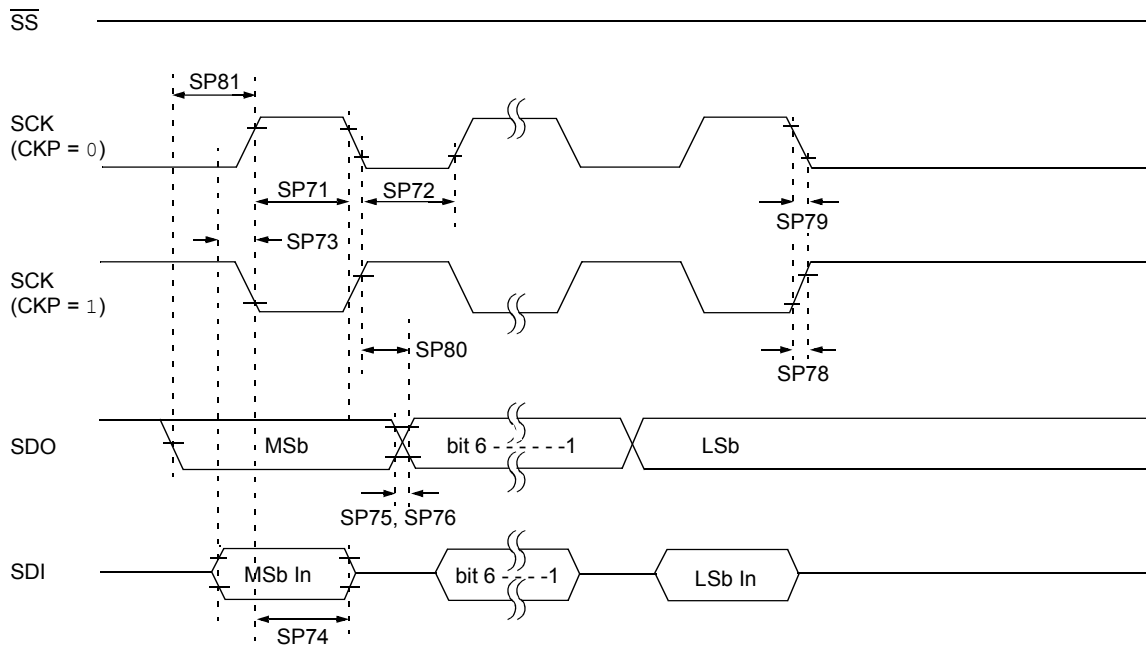 SS
SP81
SCK
(CKP = 0)
SP71
SP72
SP79
SP73
SCK
(CKP = 1)
SP80
SP78
SDO
MSb
bit 6 - - - - - -1
LSb
SP75, SP76
SDI
MSb In
bit 6 - - - - -1
LSb In
SP74